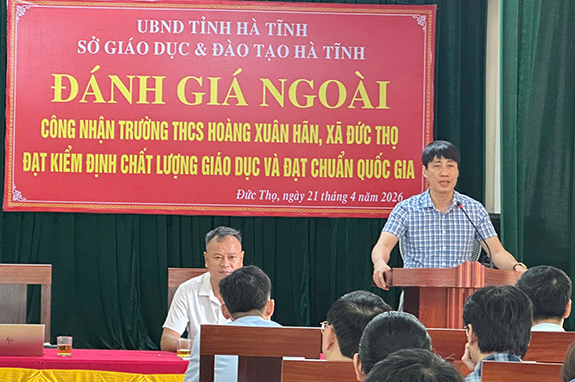 UBND TỈNH HÀ TĨNH
SỞ GIÁO DỤC & ĐÀO TẠO HÀ TĨNH
ĐÁNH GIÁ NGOÀI
CÔNG NHẬN TRƯỜNG THCS HOÀNG XUÂN HÃN, XÃ ĐỨC THỌ
ĐẠT KIỂM ĐỊNH CHẤT LƯỢNG GIÁO DỤC VÀ ĐẠT CHUẨN QUỐC GIA
Đức Thọ, ngày 21 tháng 4 năm 2026